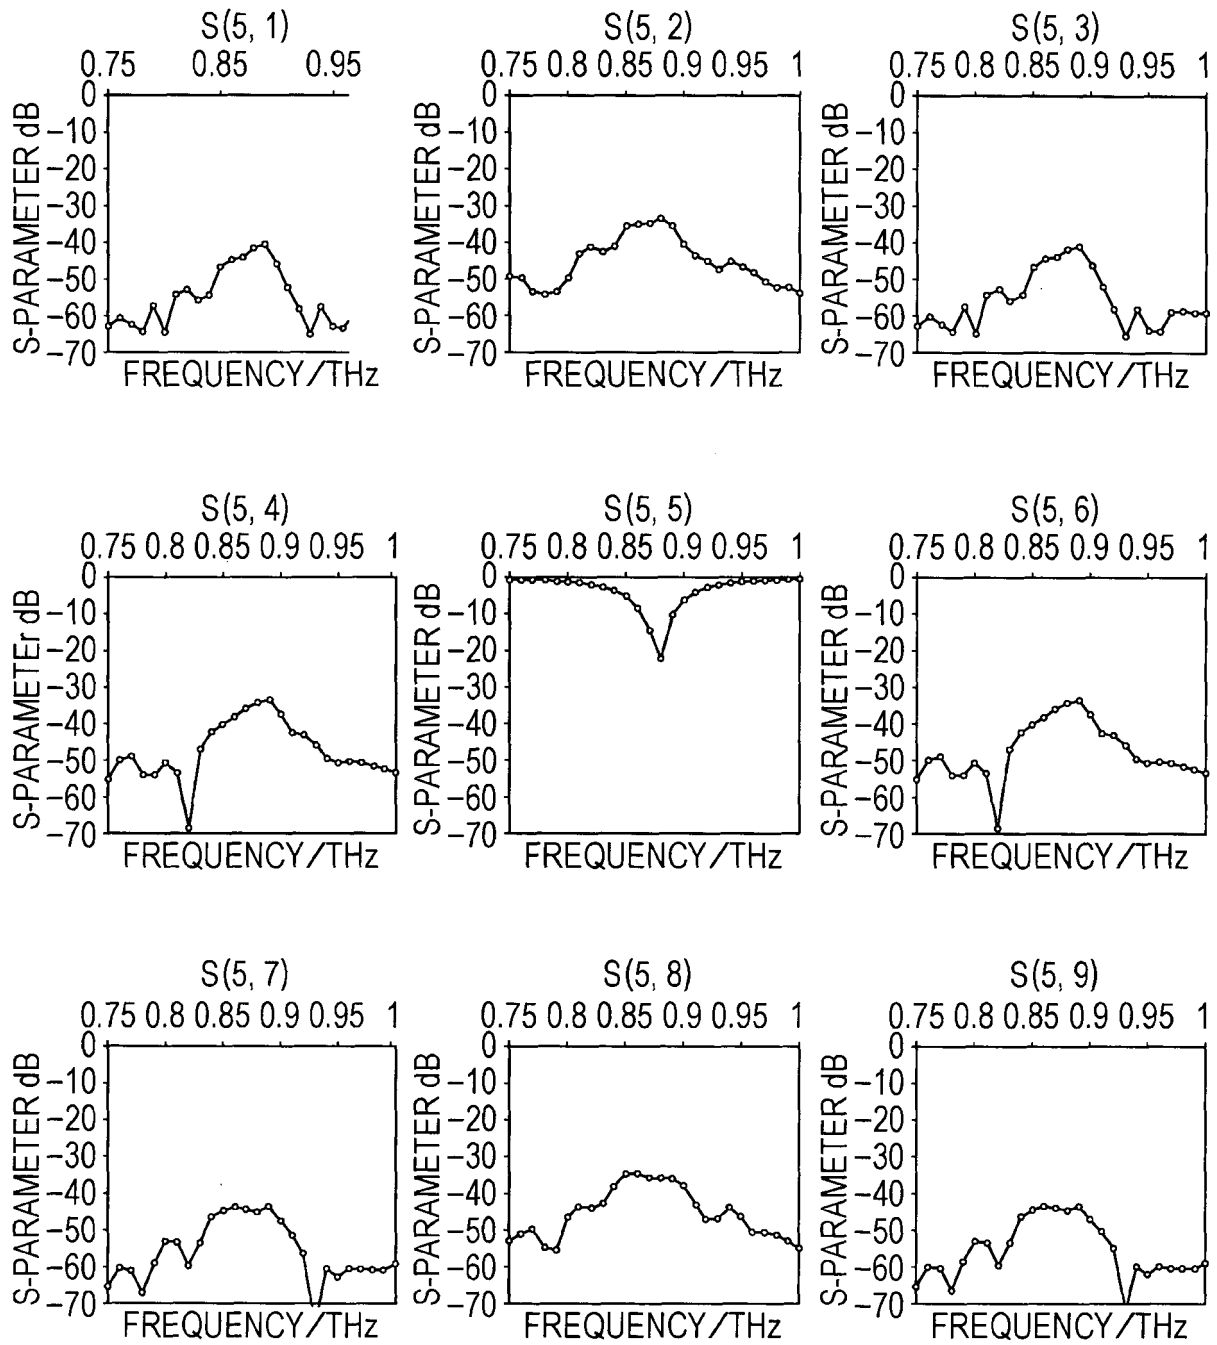 S(5, 1)
0.75 0.85 0.95
S-PARAMETER dB
0
-10
-20
-30
-40
-50
-60
-70
FREQUENCY/THz
S(5, 2)
0.75 0.8 0.85 0.9 0.95 1
S-PARAMETER dB
0
-10
-20
-30
-40
-50
-60
-70
FREQUENCY/THz
S(5, 3)
0.75 0.8 0.85 0.9 0.95 1
S-PARAMETER dB
0
-10
-20
-30
-40
-50
-60
-70
FREQUENCY/THz
S(5, 4)
0.75 0.8 0.85 0.9 0.95 1
S-PARAMETEr dB
0
-10
-20
-30
-40
-50
-60
-70
FREQUENCY/THz
S(5, 5)
0.75 0.8 0.85 0.9 0.95 1
S-PARAMETER dB
0
-10
-20
-30
-40
-50
-60
-70
FREQUENCY/THz
S(5, 6)
0.75 0.8 0.85 0.9 0.95 1
S-PARAMETER dB
0
-10
-20
-30
-40
-50
-60
-70
FREQUENCY/THz
S(5, 7)
0.75 0.8 0.85 0.9 0.95 1
S-PARAMETER dB
0
-10
-20
-30
-40
-50
-60
-70
FREQUENCY/THz
S(5, 8)
0.75 0.8 0.85 0.9 0.95 1
S-PARAMETER dB
0
-10
-20
-30
-40
-50
-60
-70
FREQUENCY/THz
S(5, 9)
0.75 0.8 0.85 0.9 0.95 1
S-PARAMETER dB
0
-10
-20
-30
-40
-50
-60
-70
FREQUENCY/THz